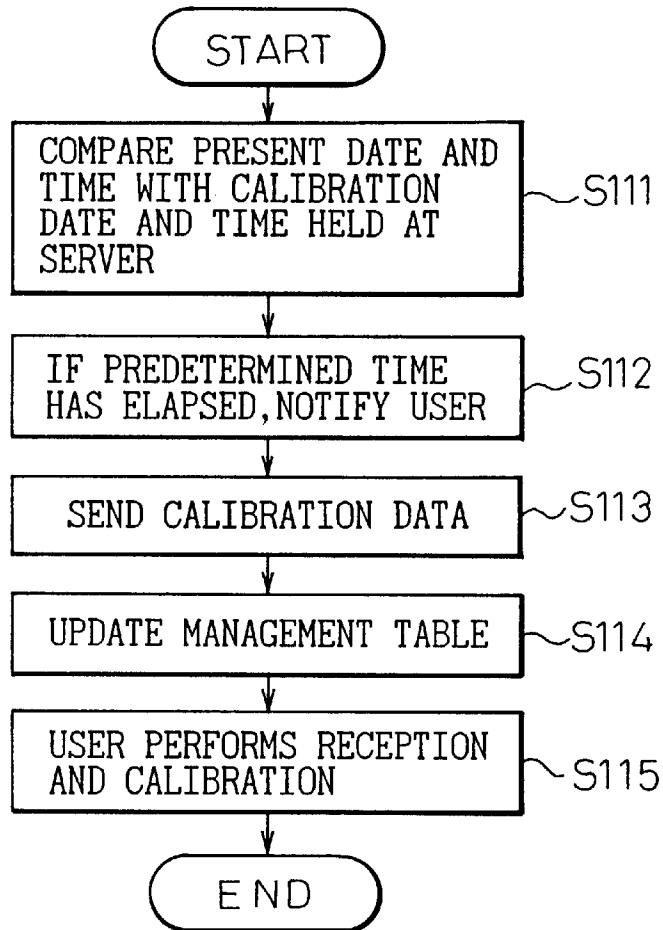 START
COMPARE PRESENT DATE AND
TIME WITH CALIBRATION
DATE AND TIME HELD AT
SERVER
S111
IF PREDETERMINED TIME
HAS ELAPSED, NOTIFY USER
S112
SEND CALIBRATION DATA
S113
UPDATE MANAGEMENT TABLE
S114
USER PERFORMS RECEPTION
AND CALIBRATION
S115
END